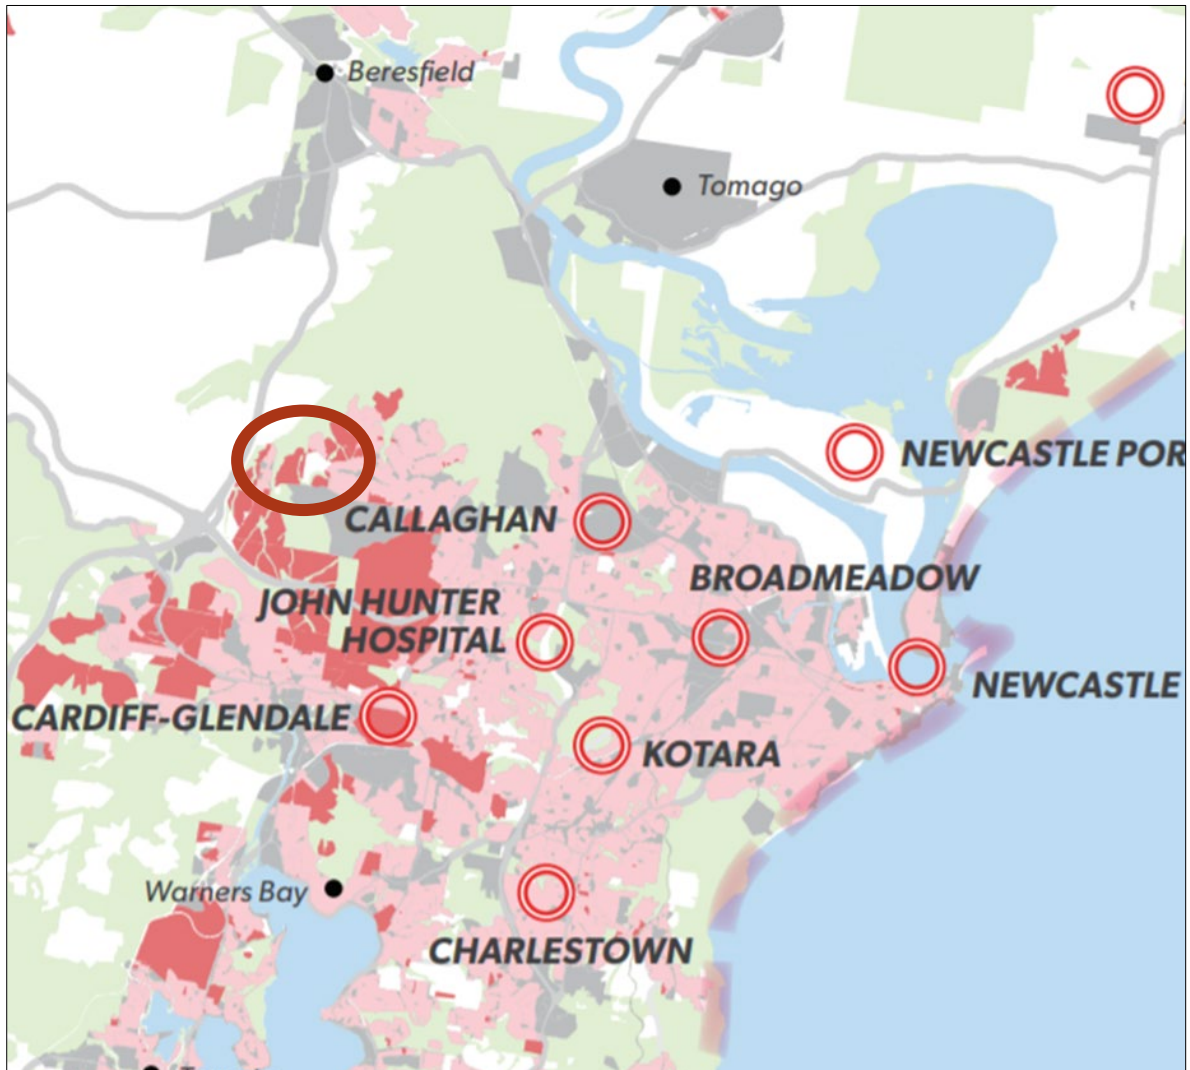 Beresfield
Tomago
NEWCASTLE POR
CALLAGHAN
BROADMEADOW
JOHN HUNTER
HOSPITAL
NEWCASTLE
CARDIFF-GLENDALE
KOTARA
Warners Bay
CHARLESTOWN